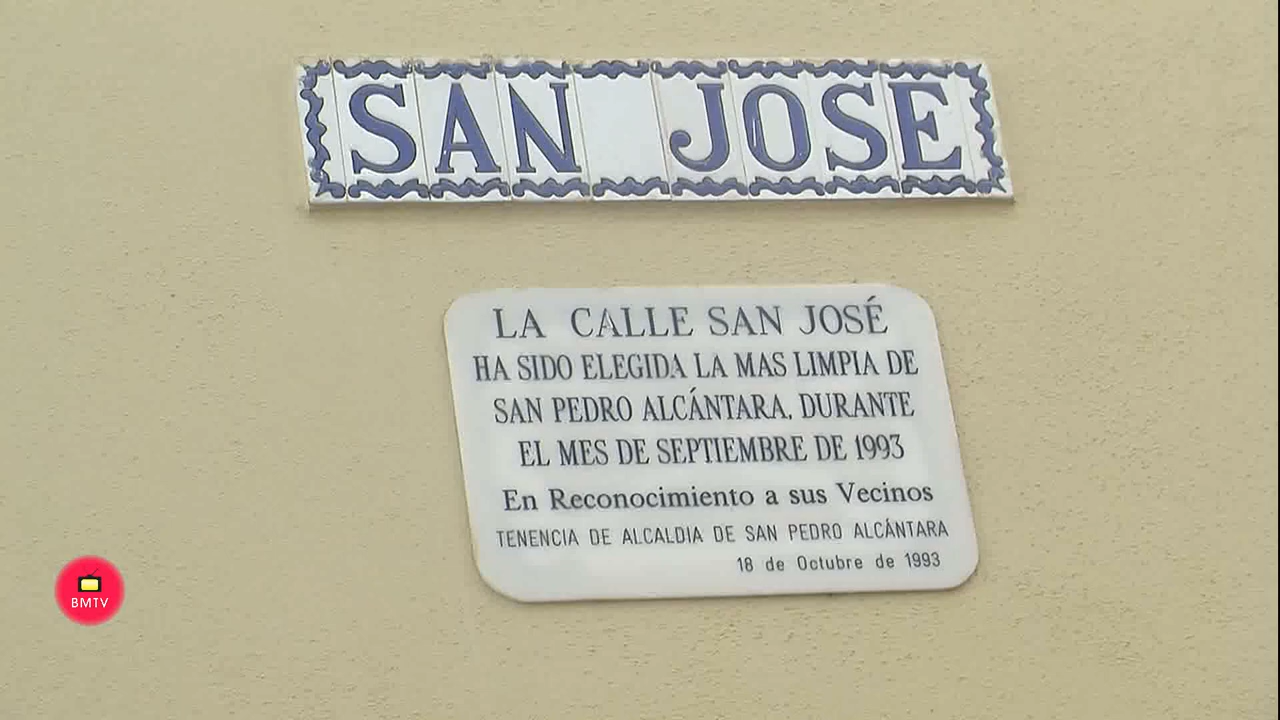 SAN JOSE
LA CALLE SAN JOSÉ
HA SIDO ELEGIDA LA MAS LIMPIA DE
SAN PEDRO ALCÁNTARA, DURANTE
EL MES DE SEPTIEMBRE DE 1993
En Reconocimiento a sus Vecinos
TENENCIA DE ALCALDIA DE SAN PEDRO ALCÁNTARA
18 de Octubre de 1993
BMTV